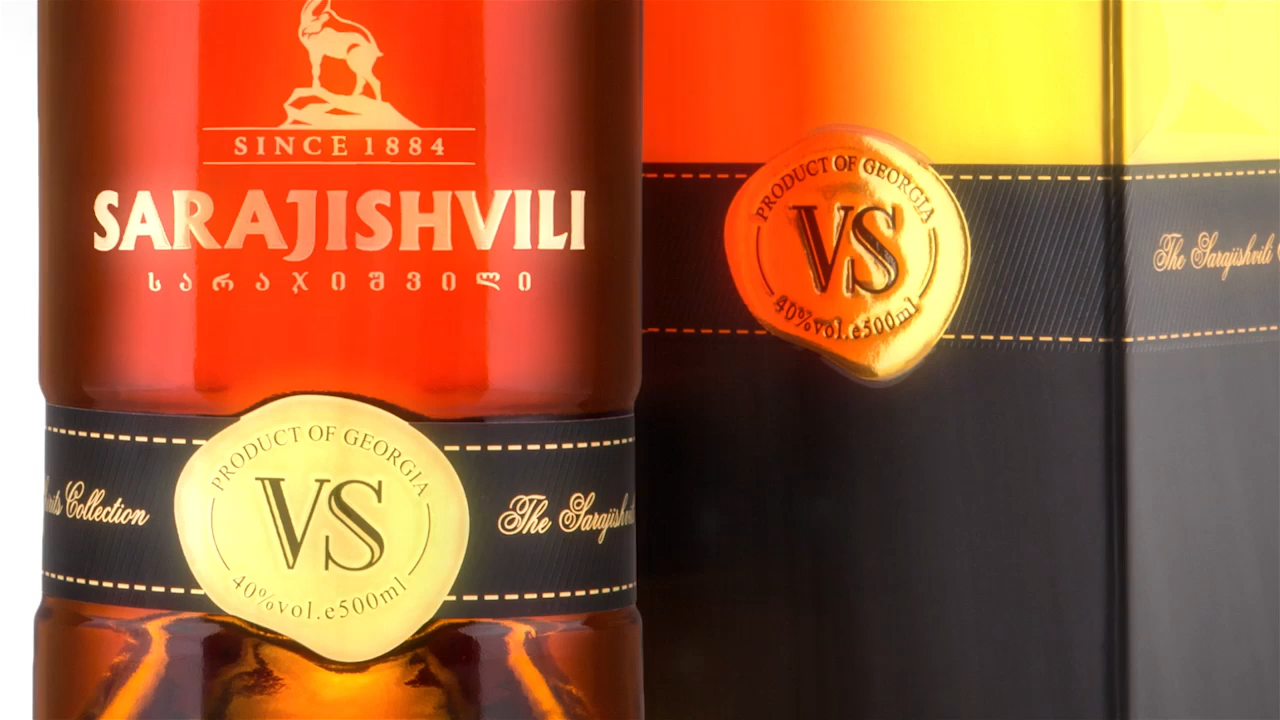 SINCE 1884
SARAJISHVILI
სარაჯიშვილი
PRODUCT OF GEORGIA
VS
40%vol.e500ml
Collection
The
PRODUCT OF GEORGIA
VS
40%vol.e500ml
The Sarajishvili